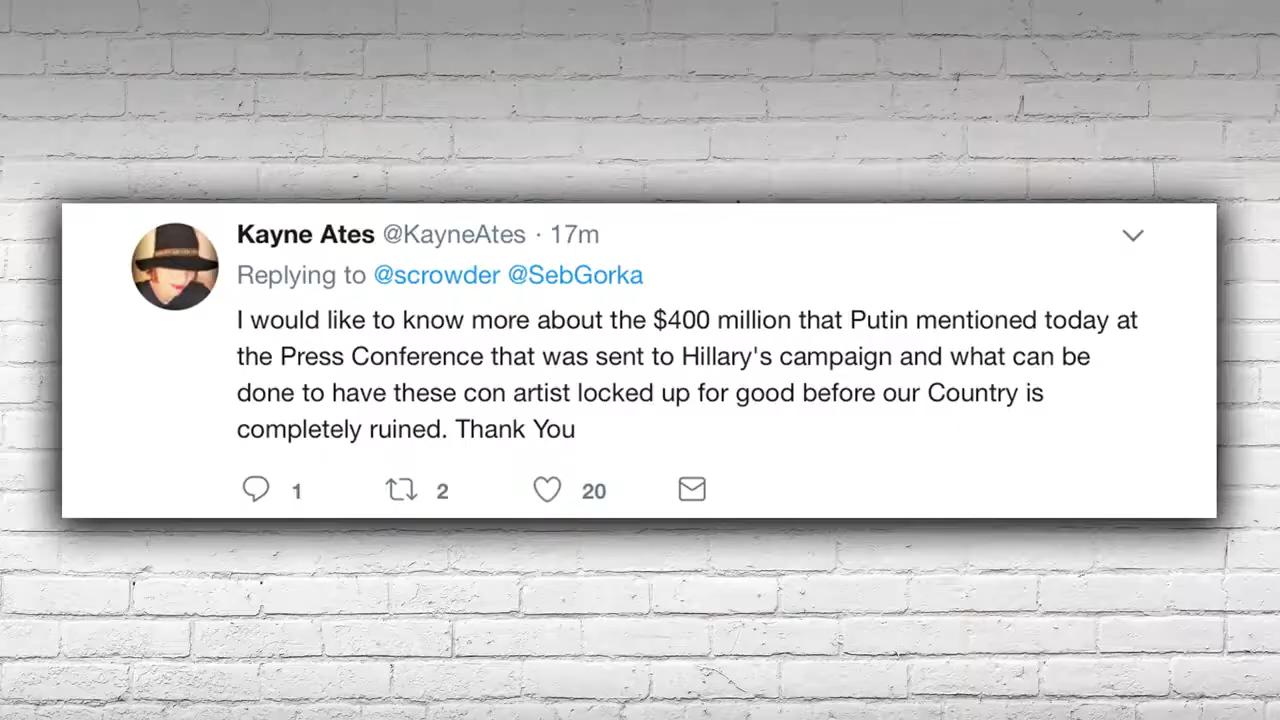 Kayne Ates @KayneAtes · 17m
Replying to @scrowder @SebGorka
I would like to know more about the $400 million that Putin mentioned today at
the Press Conference that was sent to Hillary's campaign and what can be
done to have these con artist locked up for good before our Country is
completely ruined. Thank You
1 2 20